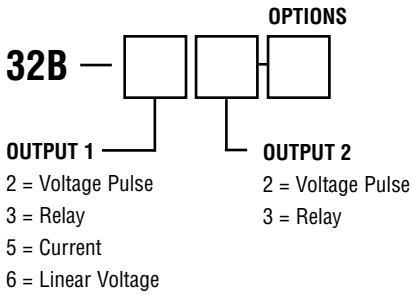 OPTIONS
32B —
OUTPUT 1
2 = Voltage Pulse
3 = Relay
5 = Current
6 = Linear Voltage
OUTPUT 2
2 = Voltage Pulse
3 = Relay